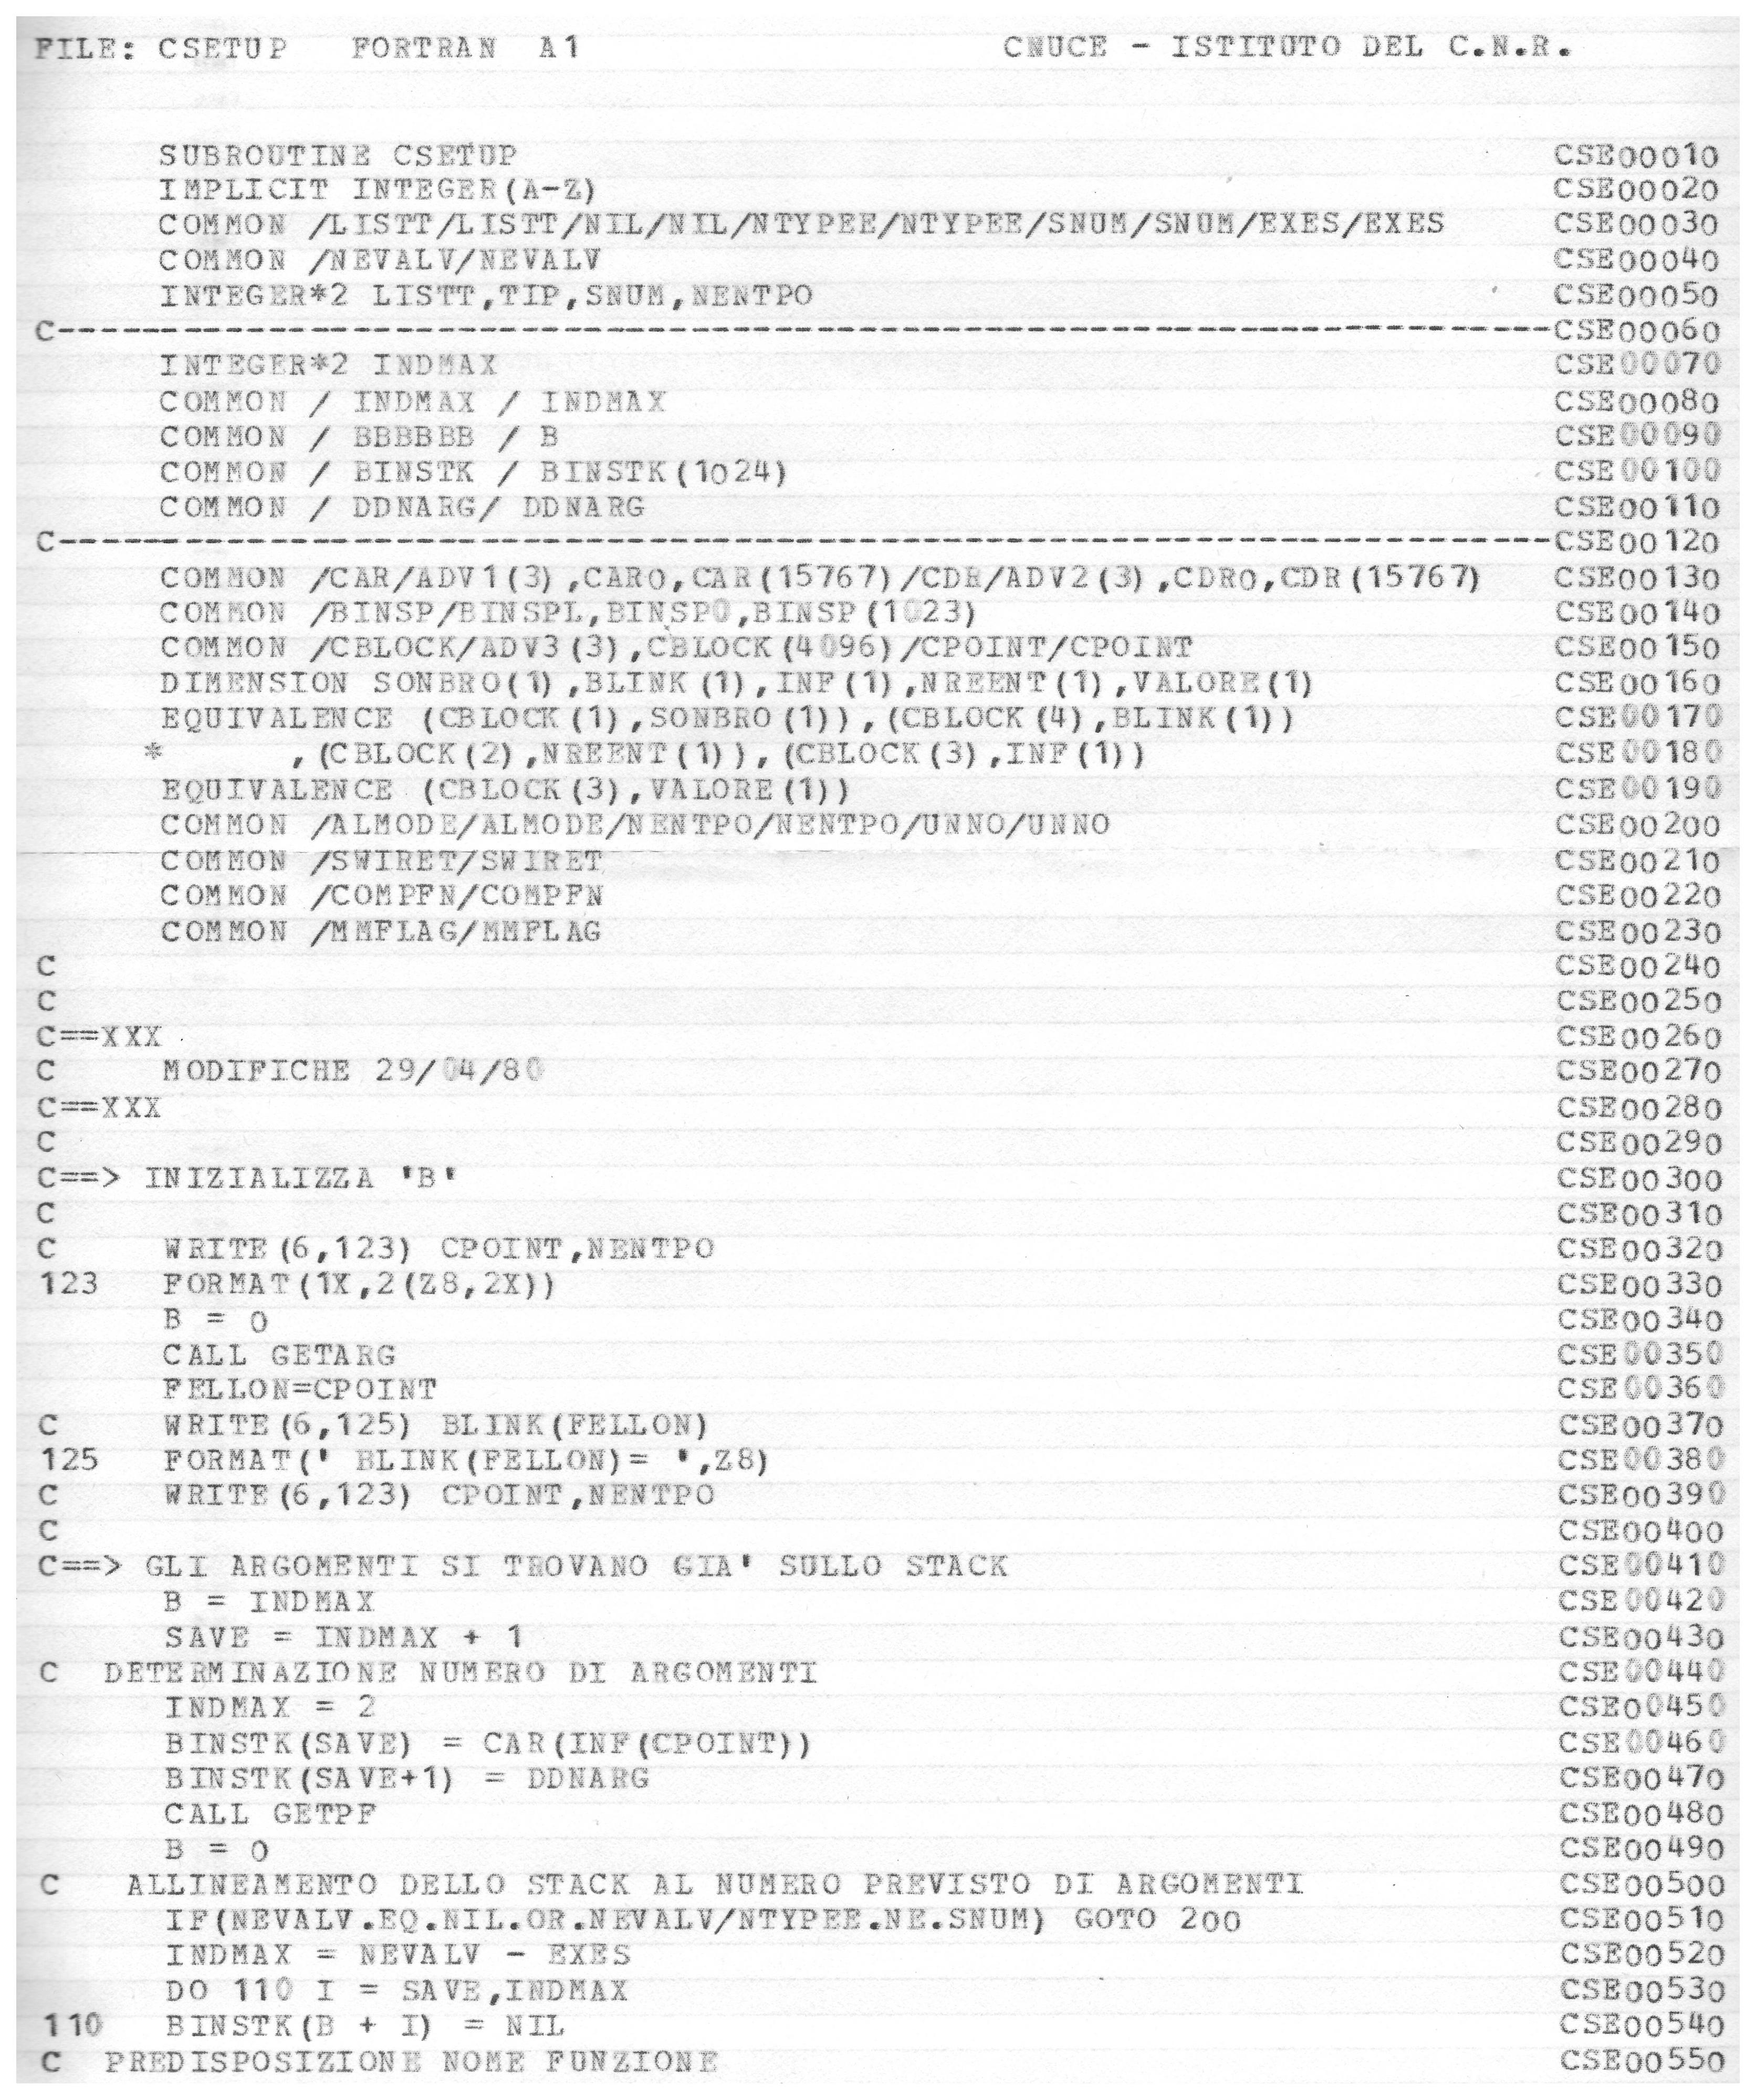 FILE: CSETUP   FORTRAN  A1                              CNUCE - ISTITUTO DEL C.N.R.
      SUBROUTINE CSETUP                                                 CSE00010
      IMPLICIT INTEGER(A-Z)                                             CSE00020
      COMMON /LISTT/LISTT/NIL/NIL/NTYPEE/NTYPEE/SNUM/SNUM/EXES/EXES     CSE00030
      COMMON /NEVALV/NEVALV                                             CSE00040
      INTEGER*2 LISTT,TIP,SNUM,NENTPO                                   CSE00050
C-----------------------------------------------------------------------CSE00060
      INTEGER*2 INDMAX                                                  CSE00070
      COMMON / INDMAX / INDMAX                                          CSE00080
      COMMON / BBBBBB / B                                               CSE00090
      COMMON / BINSTK / BINSTK(1024)                                    CSE00100
      COMMON / DDNARG/ DDNARG                                           CSE00110
C-----------------------------------------------------------------------CSE00120
      COMMON /CAR/ADV1(3),CAR0,CAR(15767)/CDR/ADV2(3),CDR0,CDR(15767)   CSE00130
      COMMON /BINSP/BINSPL,BINSP0,BINSP(1023)                           CSE00140
      COMMON /CBLOCK/ADV3(3),CBLOCK(4096)/CPOINT/CPOINT                 CSE00150
      DIMENSION SONBRO(1),BLINK(1),INF(1),NREENT(1),VALORE(1)           CSE00160
      EQUIVALENCE (CBLOCK(1),SONBRO(1)),(CBLOCK(4),BLINK(1))            CSE00170
     *      ,(CBLOCK(2),NREENT(1)),(CBLOCK(3),INF(1))                   CSE00180
      EQUIVALENCE (CBLOCK(3),VALORE(1))                                 CSE00190
      COMMON /ALMODE/ALMODE/NENTPO/NENTPO/UNNO/UNNO                     CSE00200
      COMMON /SWIRET/SWIRET                                             CSE00210
      COMMON /COMPFN/COMPFN                                             CSE00220
      COMMON /MMFLAG/MMFLAG                                             CSE00230
C                                                                       CSE00240
C                                                                       CSE00250
C==XXX                                                                  CSE00260
C     MODIFICHE 29/04/80                                                CSE00270
C==XXX                                                                  CSE00280
C                                                                       CSE00290
C==> INIZIALIZZA 'B'                                                    CSE00300
C                                                                       CSE00310
C     WRITE(6,123) CPOINT,NENTPO                                        CSE00320
123   FORMAT(1X,2(Z8,2X))                                               CSE00330
      B = 0                                                             CSE00340
      CALL GETARG                                                       CSE00350
      FELLON=CPOINT                                                     CSE00360
C     WRITE(6,125) BLINK(FELLON)                                        CSE00370
125   FORMAT(' BLINK(FELLON)= ',Z8)                                     CSE00380
C     WRITE(6,123) CPOINT,NENTPO                                        CSE00390
C                                                                       CSE00400
C==> GLI ARGOMENTI SI TROVANO GIA' SULLO STACK                          CSE00410
      B = INDMAX                                                        CSE00420
      SAVE = INDMAX + 1                                                 CSE00430
C  DETERMINAZIONE NUMERO DI ARGOMENTI                                   CSE00440
      INDMAX = 2                                                        CSE00450
      BINSTK(SAVE) = CAR(INF(CPOINT))                                   CSE00460
      BINSTK(SAVE+1) = DDNARG                                           CSE00470
      CALL GETPF                                                        CSE00480
      B = 0                                                             CSE00490
C   ALLINEAMENTO DELLO STACK AL NUMERO PREVISTO DI ARGOMENTI            CSE00500
      IF(NEVALV.EQ.NIL.OR.NEVALV/NTYPEE.NE.SNUM) GOTO 200               CSE00510
      INDMAX = NEVALV - EXES                                            CSE00520
      DO 110 I = SAVE,INDMAX                                            CSE00530
110   BINSTK(B + I) = NIL                                               CSE00540
C  PREDISPOSIZIONE NOME FUNZIONE                                        CSE00550